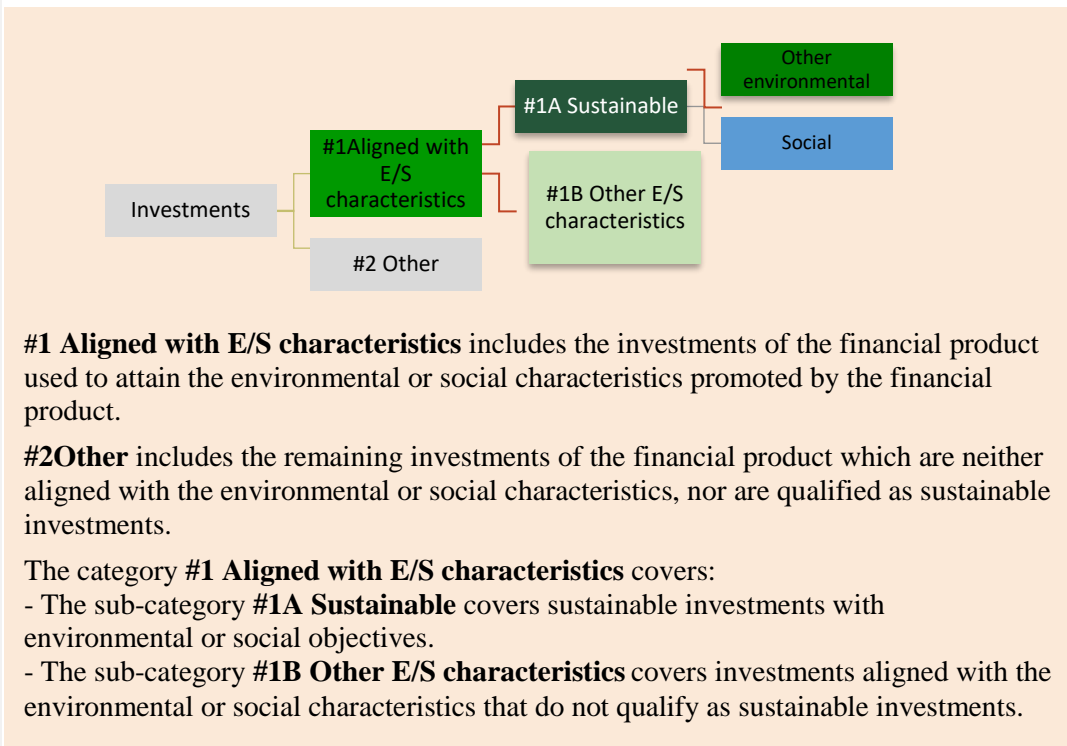 Other
environmental
#1A Sustainable
Social
#1Aligned with
E/S
characteristics
#1B Other E/S
characteristics
Investments
#2 Other
#1 Aligned with E/S characteristics includes the investments of the financial product
used to attain the environmental or social characteristics promoted by the financial
product.
#2Other includes the remaining investments of the financial product which are neither
aligned with the environmental or social characteristics, nor are qualified as sustainable
investments.
The category #1 Aligned with E/S characteristics covers:
- The sub-category #1A Sustainable covers sustainable investments with
environmental or social objectives.
- The sub-category #1B Other E/S characteristics covers investments aligned with the
environmental or social characteristics that do not qualify as sustainable investments.